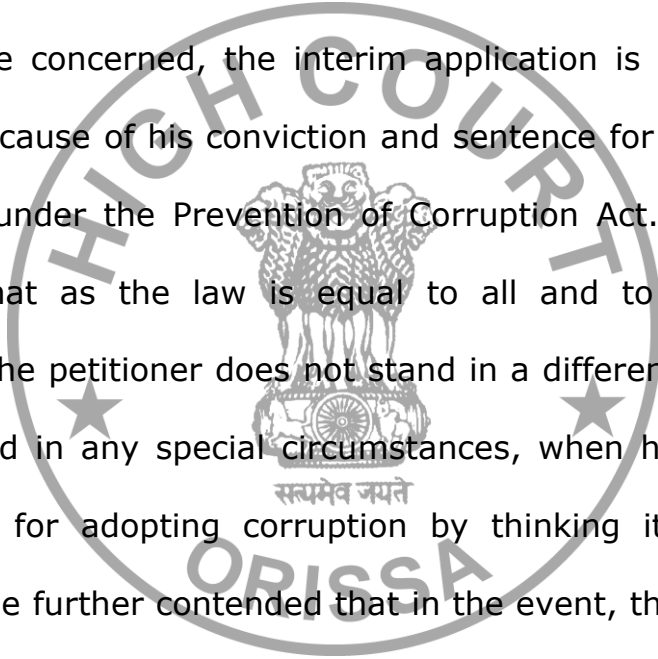 e concerned, the interim application is
cause of his conviction and sentence for
under the Prevention of Corruption Act.
hat as the law is equal to all and to
he petitioner does not stand in a differen
d in any special circumstances, when h
for adopting corruption by thinking it
e further contended that in the event, th
HIGH COURT
सत्यमेव जयते
ORISSA